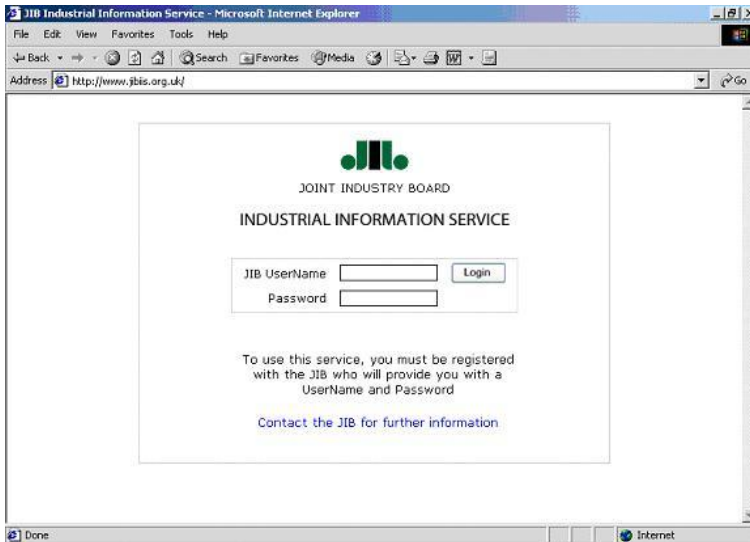 JIB Industrial Information Service - Microsoft Internet Explorer
File Edit View Favorites Tools Help
Back Search Favorites Media
Address http://www.jibiis.org.uk/ Go
JIB
JOINT INDUSTRY BOARD
INDUSTRIAL INFORMATION SERVICE
JIB UserName Login
Password
To use this service, you must be registered
with the JIB who will provide you with a
UserName and Password
Contact the JIB for further information
Done Internet